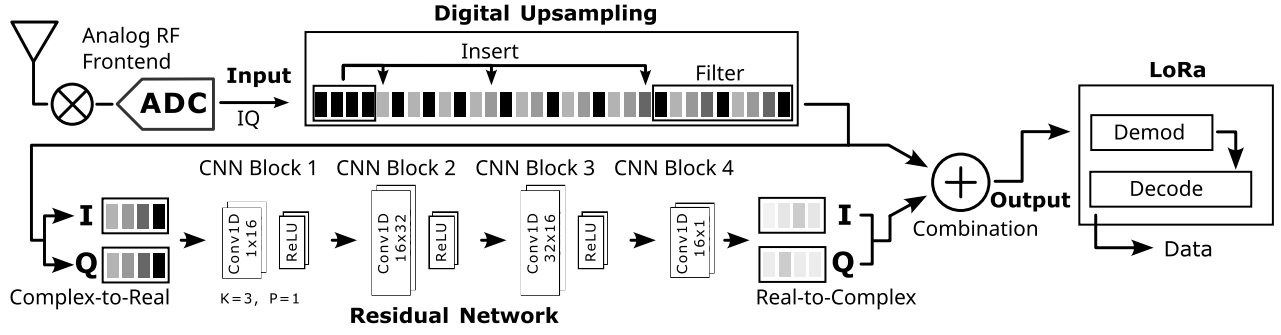 Digital Upsampling
Analog RF
Frontend
ADC
Input
IQ
Insert
Filter
LoRa
Demod
Decode
Data
CNN Block 1
CNN Block 2
CNN Block 3
CNN Block 4
I
Q
Complex-to-Real
Conv1D
1x16
ReLU
K=3, P=1
Conv1D
16x32
ReLU
Conv1D
32x16
ReLU
Conv1D
16x1
I
Q
Real-to-Complex
Combination
Output
Residual Network